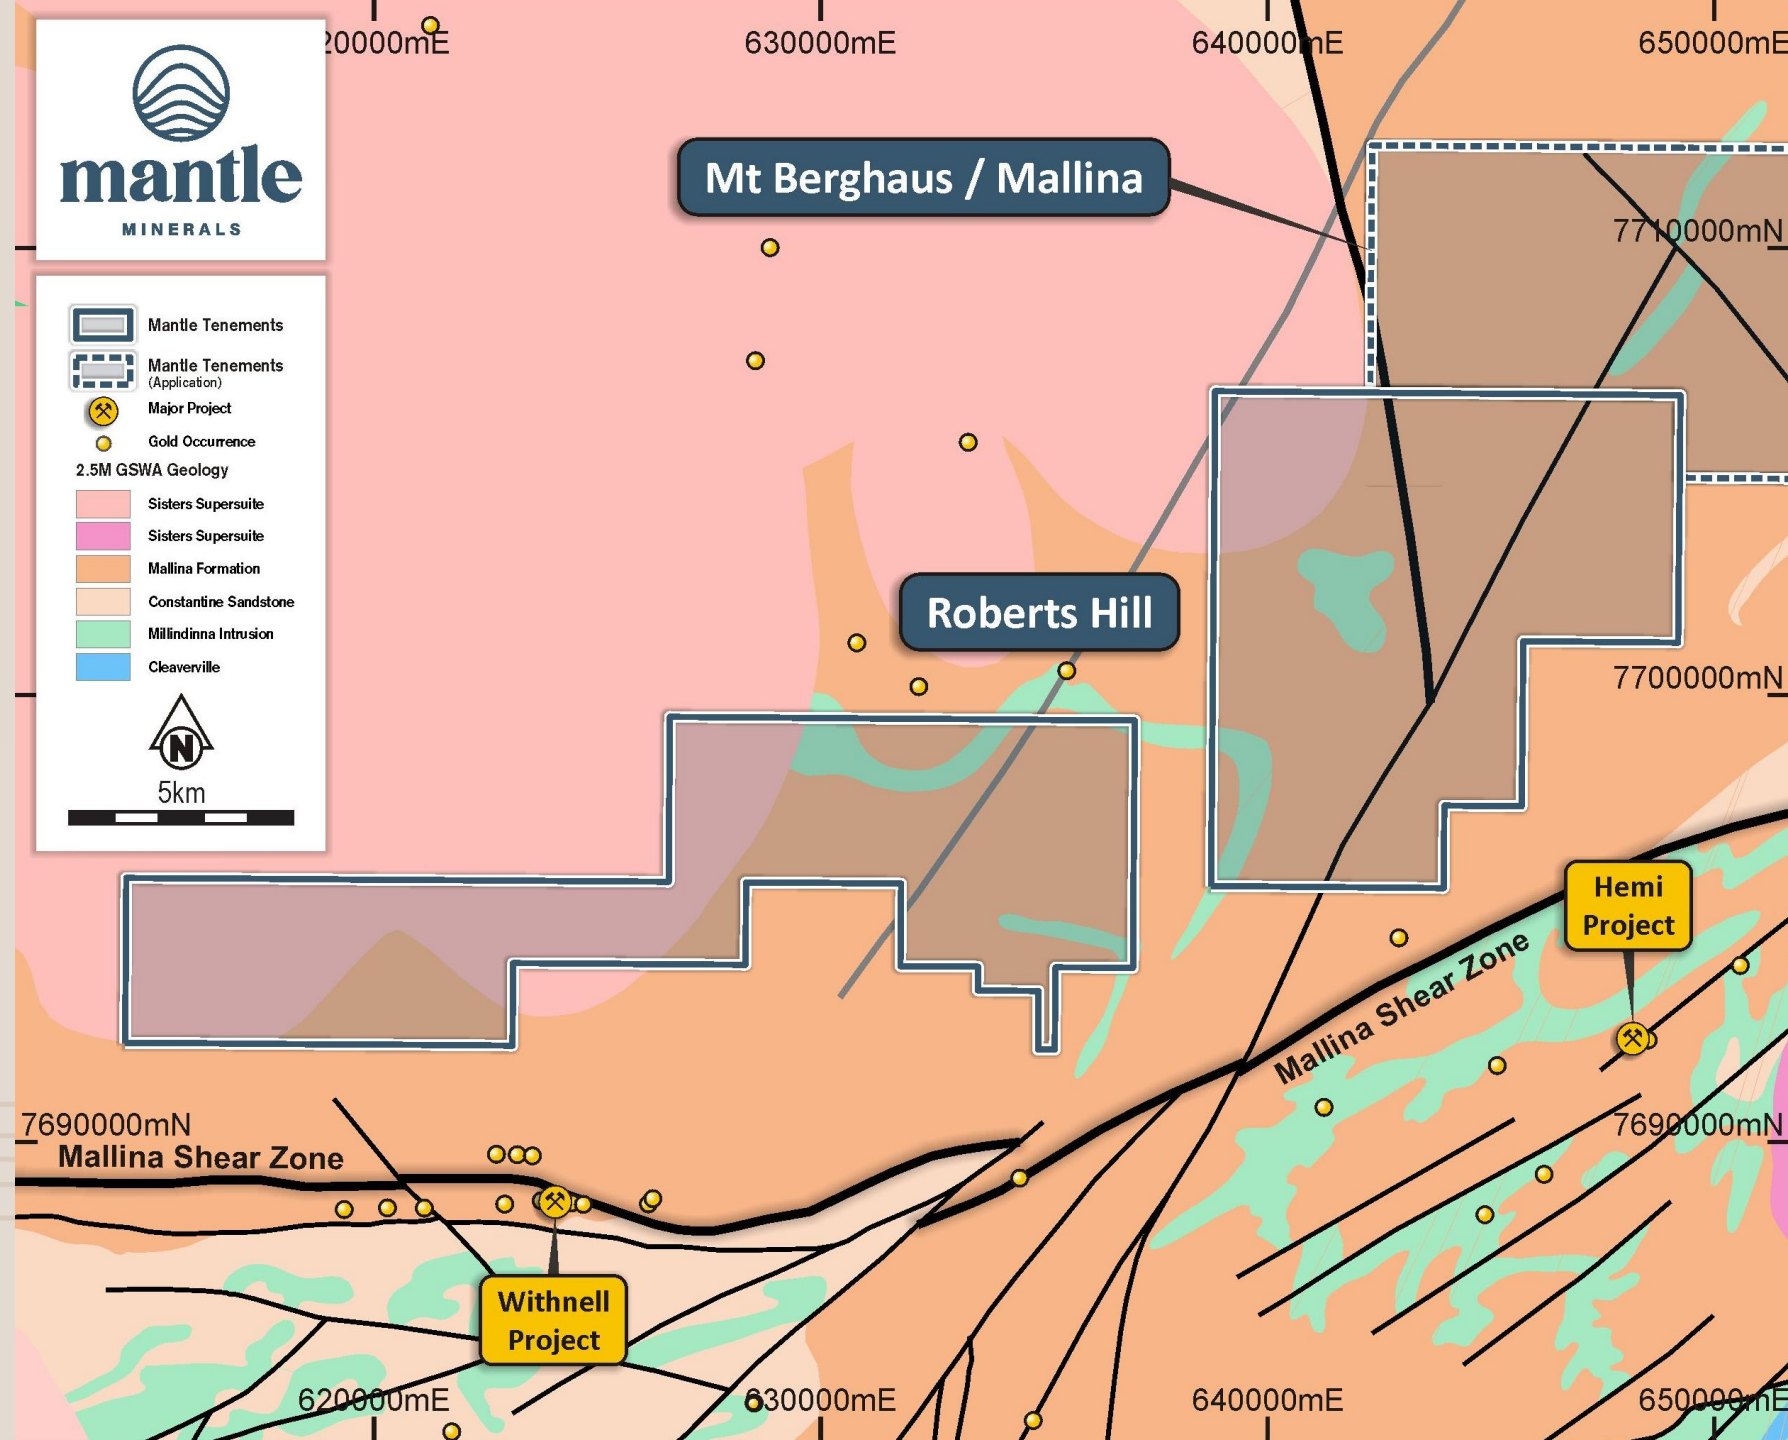 20000mE
630000mE
640000mE
650000mE
mantle
MINERALS
Mt Berghaus / Mallina
7710000mN
Mantle Tenements
Mantle Tenements
(Application)
Major Project
Gold Occurrence
2.5M GSWA Geology
Sisters Supersuite
Sisters Supersuite
Mallina Formation
Constantine Sandstone
Millindinna Intrusion
Cleaverville
N
5km
Roberts Hill
7700000mN
Hemi
Project
Mallina Shear Zone
7690000mN
7690000mN
Mallina Shear Zone
Withnell
Project
620000mE
630000mE
640000mE
650000mE